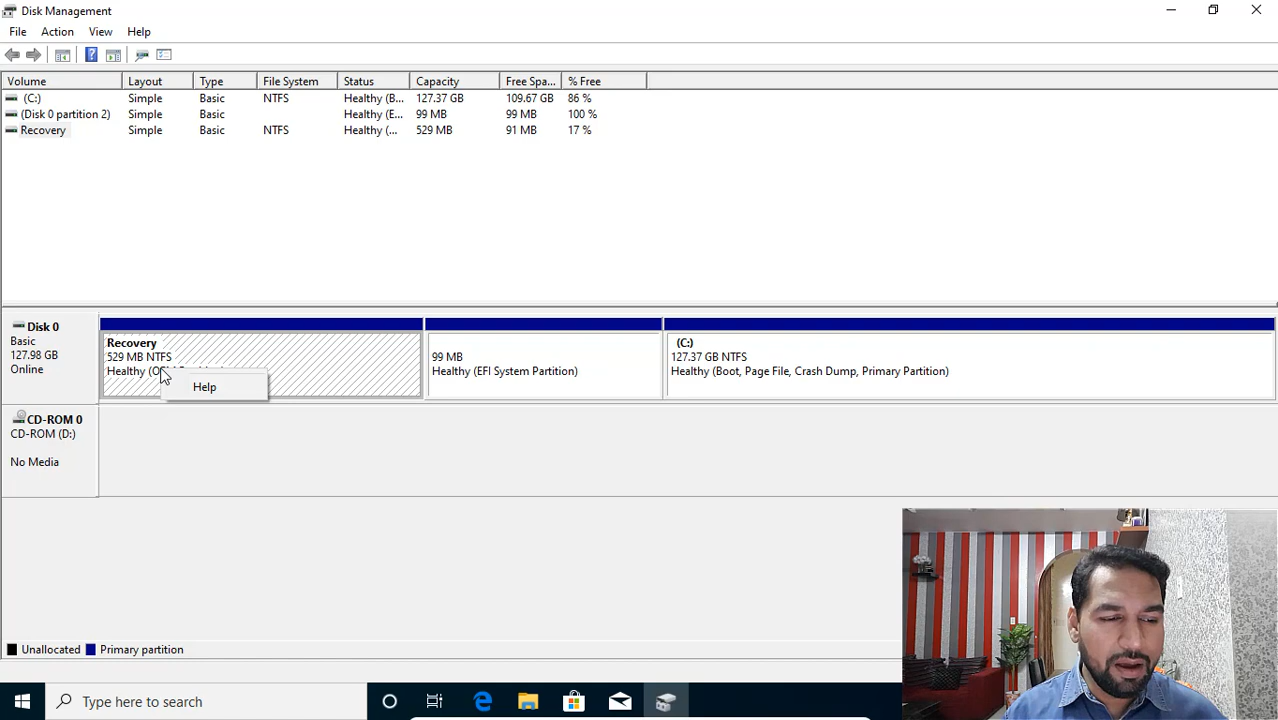 Disk Management
File Action View Help
Volume Layout Type File System Status Capacity Free Spa... % Free
(C:) Simple Basic NTFS Healthy (B... 127.37 GB 109.67 GB 86 %
(Disk 0 partition 2) Simple Basic Healthy (E... 99 MB 99 MB 100 %
Recovery Simple Basic NTFS Healthy (... 529 MB 91 MB 17 %
Disk 0
Basic
127.98 GB
Online
Recovery
529 MB NTFS
Healthy
Help
99 MB
Healthy (EFI System Partition)
(C:)
127.37 GB NTFS
Healthy (Boot, Page File, Crash Dump, Primary Partition)
CD-ROM 0
CD-ROM (D:)
No Media
Unallocated Primary partition
Type here to search